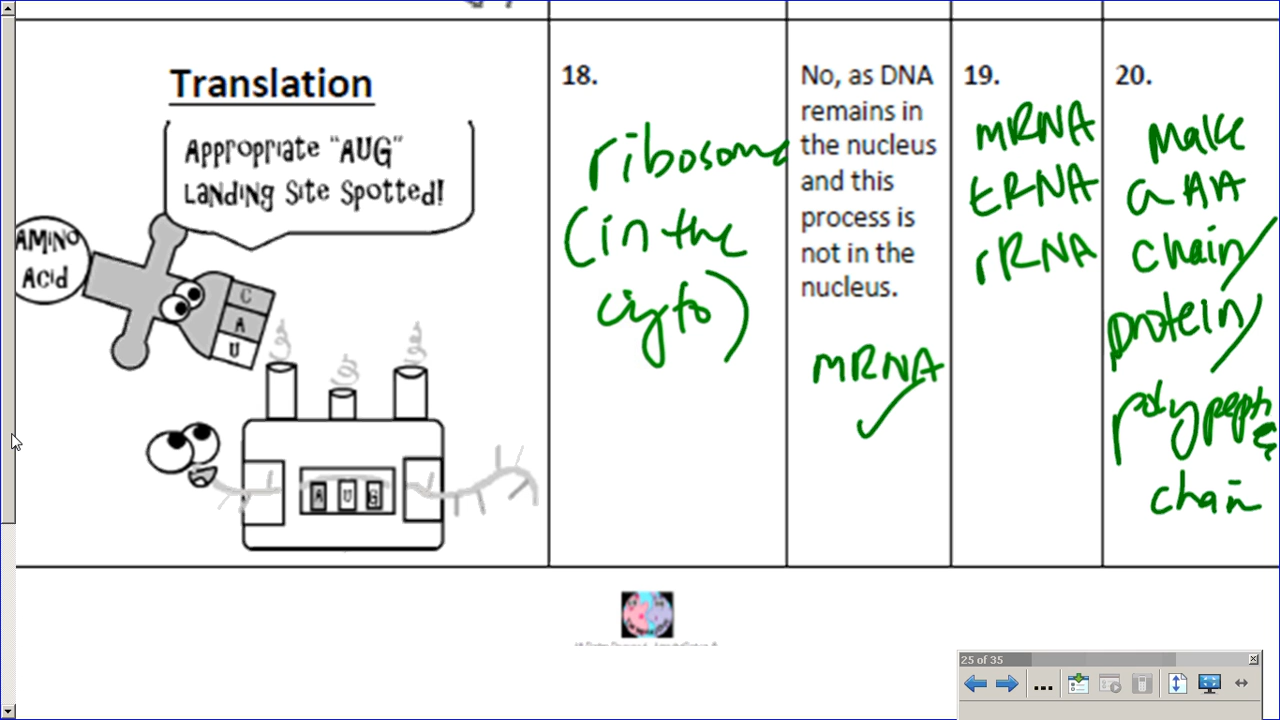 Translation
Appropriate "AUG"
Landing Site Spotted!
AMINO
Acid
C
A
U
A U G
18.
ribosome
(in the
cyto)
No, as DNA
remains in
the nucleus
and this
process is
not in the
nucleus.
mRNA
19.
mRNA
tRNA
rRNA
20.
Make
a AA
chain/
protein/
chain
25 of 35
...